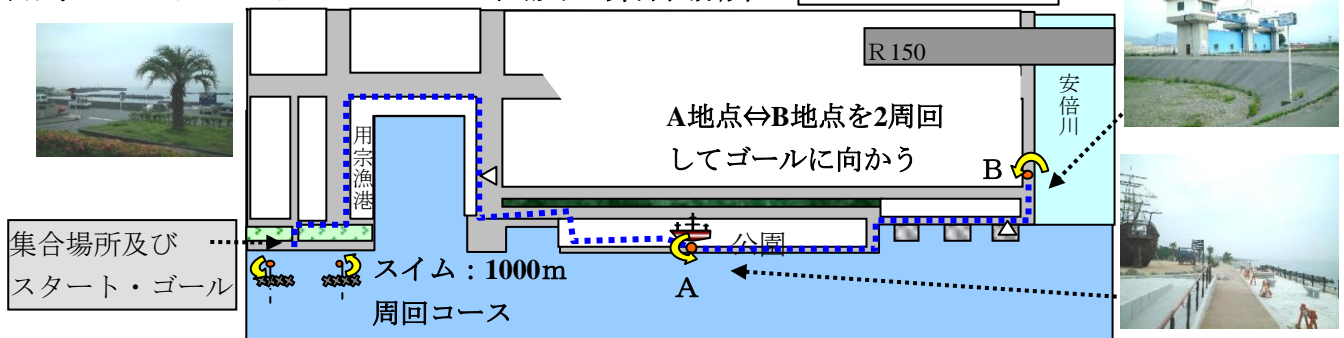 R 150
安倍川
A地点⇔B地点を2周回
してゴールに向かう
用宗漁港
B
集合場所及び
スタート・ゴール
公園
A
スイム：1000m
周回コース